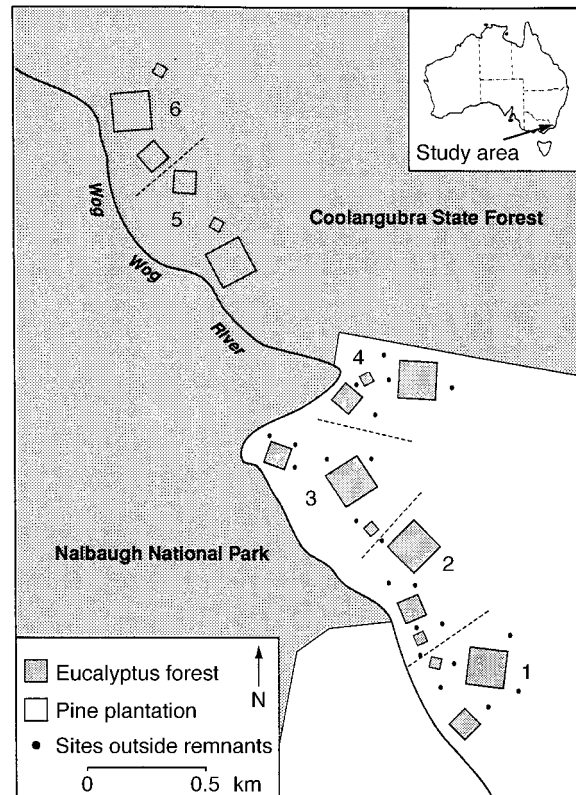 Study area
6
5
Wog
Wog
River
Coolangubra State Forest
4
3
2
1
Nalbaugh National Park
Eucalyptus forest
Pine plantation
Sites outside remnants
N
0 0.5 km